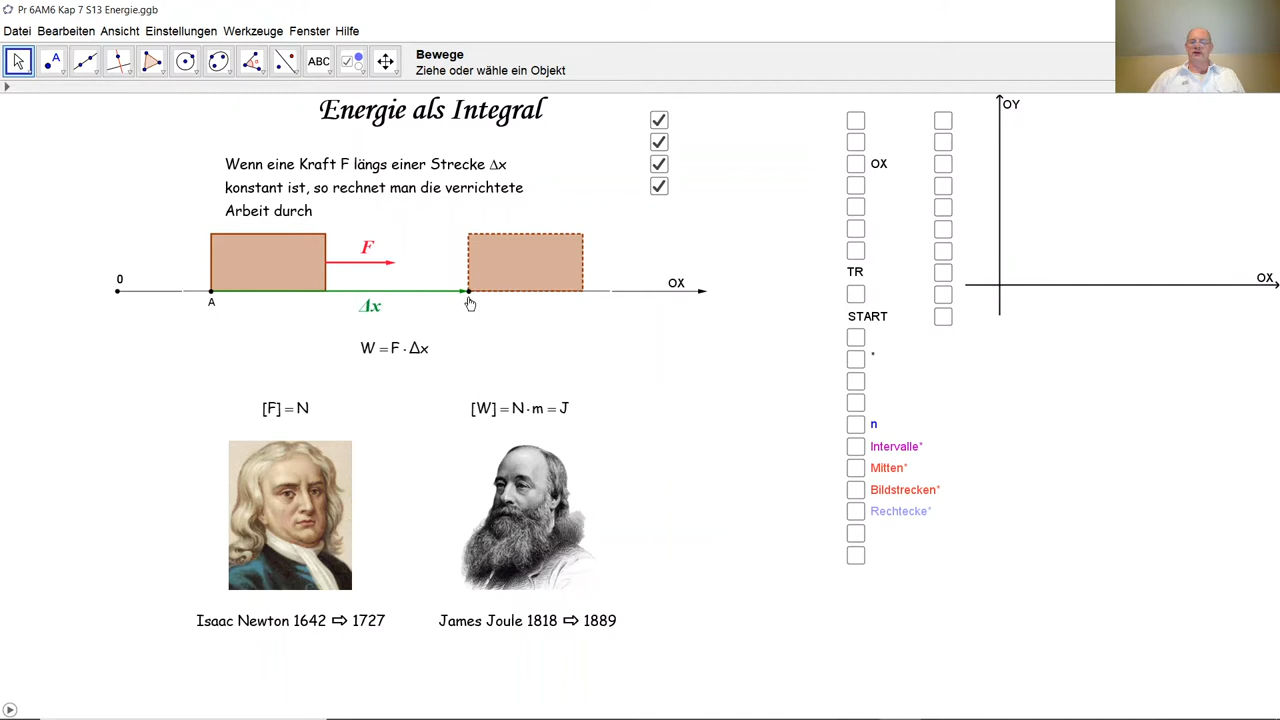 Pr 6AM6 Kap 7 S13 Energie.ggb
Datei Bearbeiten Ansicht Einstellungen Werkzeuge Fenster Hilfe
A
ABC
Bewege
Ziehe oder wähle ein Objekt
Energie als Integral
Wenn eine Kraft F längs einer Strecke Δx
konstant ist, so rechnet man die verrichtete
Arbeit durch
F
0
OX
A
Δx
W = F · Δx
[F] = N
[W] = N · m = J
Isaac Newton 1642 ⇨ 1727
James Joule 1818 ⇨ 1889
OX
TR
START
*
n
Intervalle*
Mitten*
Bildstrecken*
Rechtecke*
OY
OX